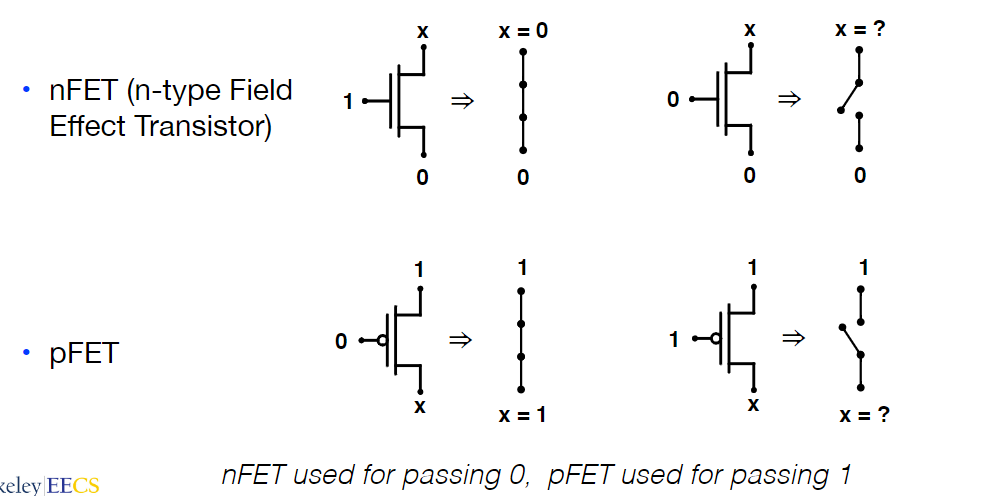 x x = 0 x x = ?
• nFET (n-type Field
Effect Transistor)
1 ⇒ 0 ⇒
0 0 0 0
1 1 1 1
• pFET
0 ⇒ 1 ⇒
x x = 1 x x = ?
nFET used for passing 0, pFET used for passing 1
keley|EECS